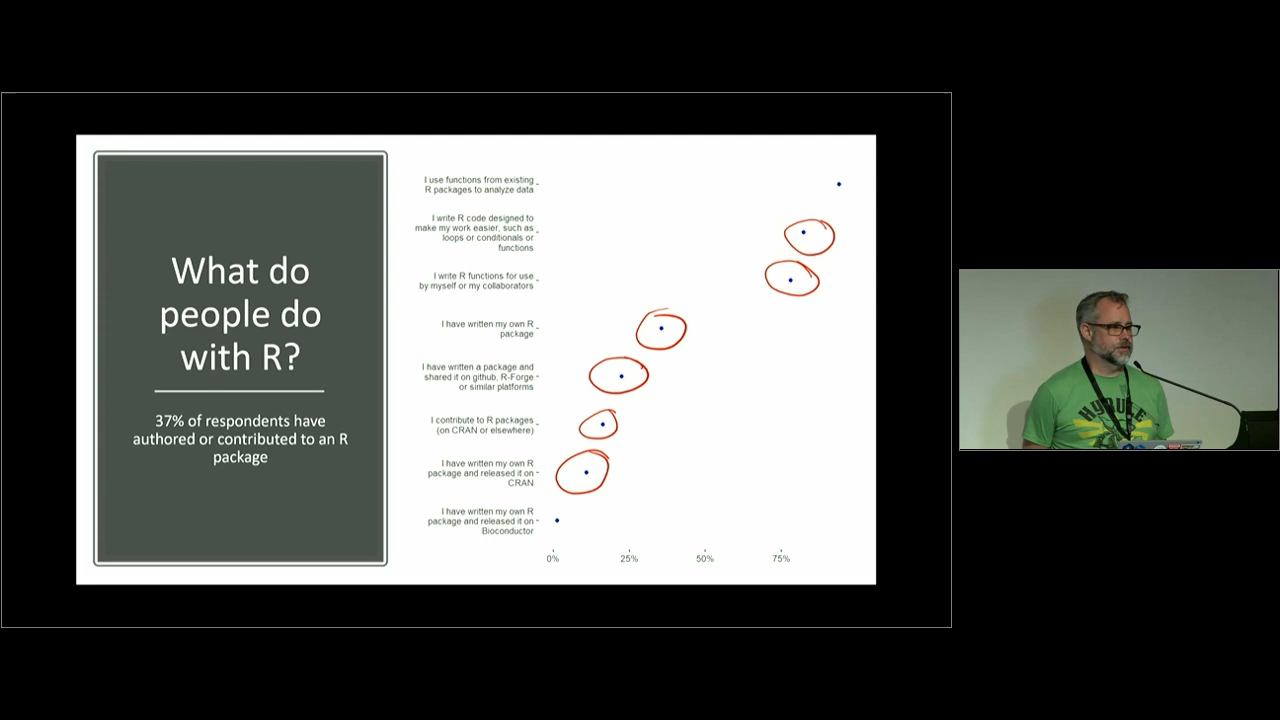 What do
people do
with R?
37% of respondents have
authored or contributed to an R
package
I use functions from existing
R packages to analyze data
I write R code designed to
make my work easier, such as
loops or conditionals or
functions
I write R functions for use
by myself or my collaborators
I have written my own R
package
I have written a package and
shared it on github, R-Forge
or similar platforms
I contribute to R packages
(on CRAN or elsewhere)
I have written my own R
package and released it on
CRAN
I have written my own R
package and released it on
Bioconductor
0% 25% 50% 75%
HYRULE